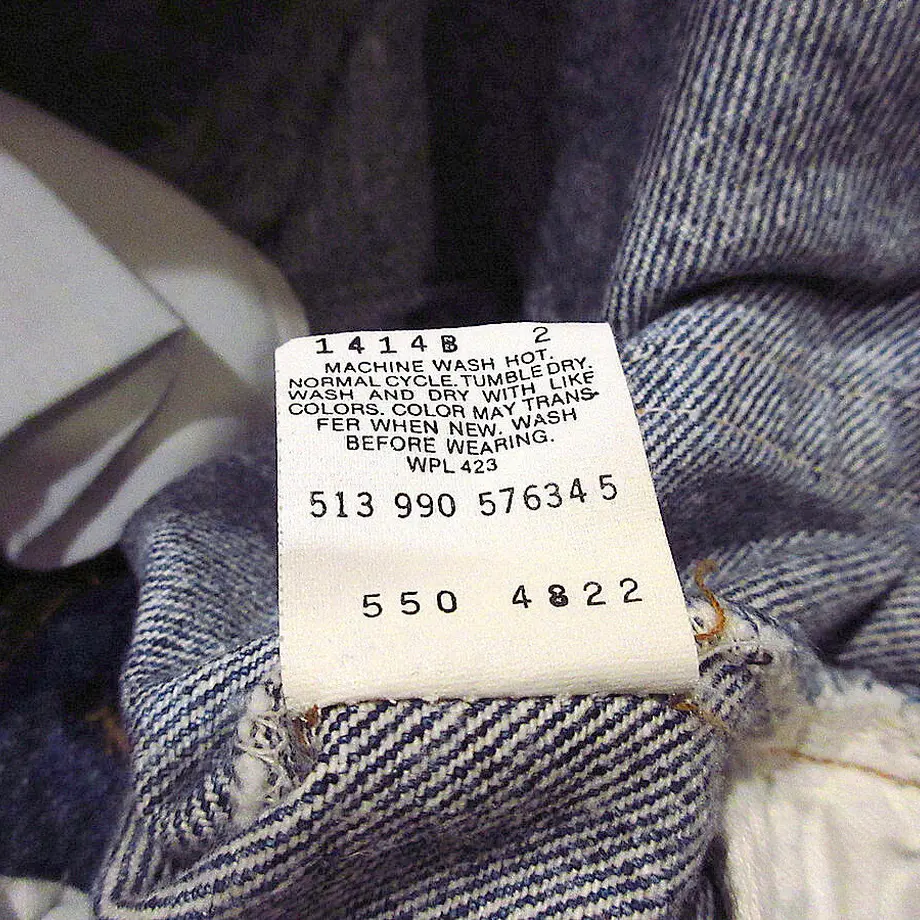 1414B 2
MACHINE WASH HOT.
NORMAL CYCLE. TUMBLE DRY.
WASH AND DRY WITH LIKE
COLORS. COLOR MAY TRANS-
FER WHEN NEW. WASH
BEFORE WEARING.
WPL 423
513 990 576345
550 4822